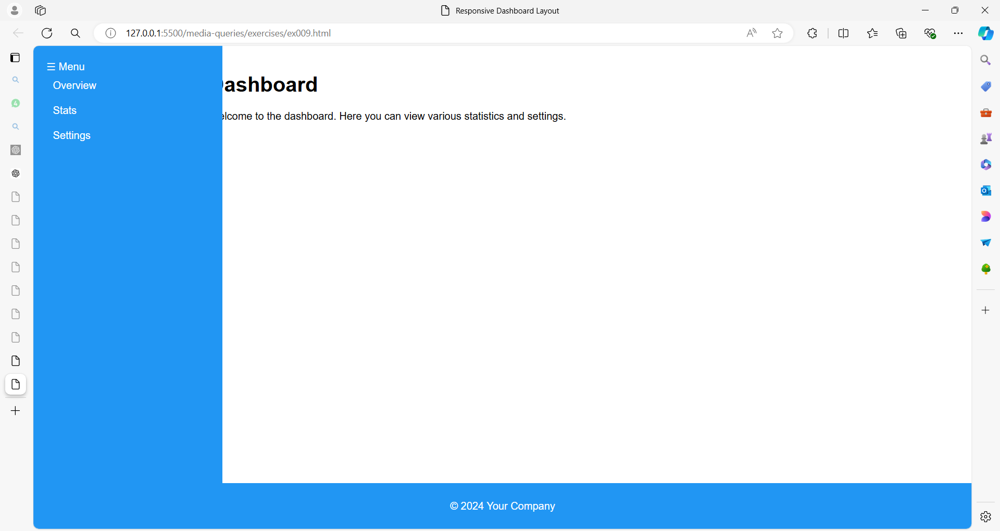 Responsive Dashboard Layout
127.0.0.1:5500/media-queries/exercises/ex009.html
☰ Menu
Overview
Stats
Settings
ashboard
elcome to the dashboard. Here you can view various statistics and settings.
© 2024 Your Company